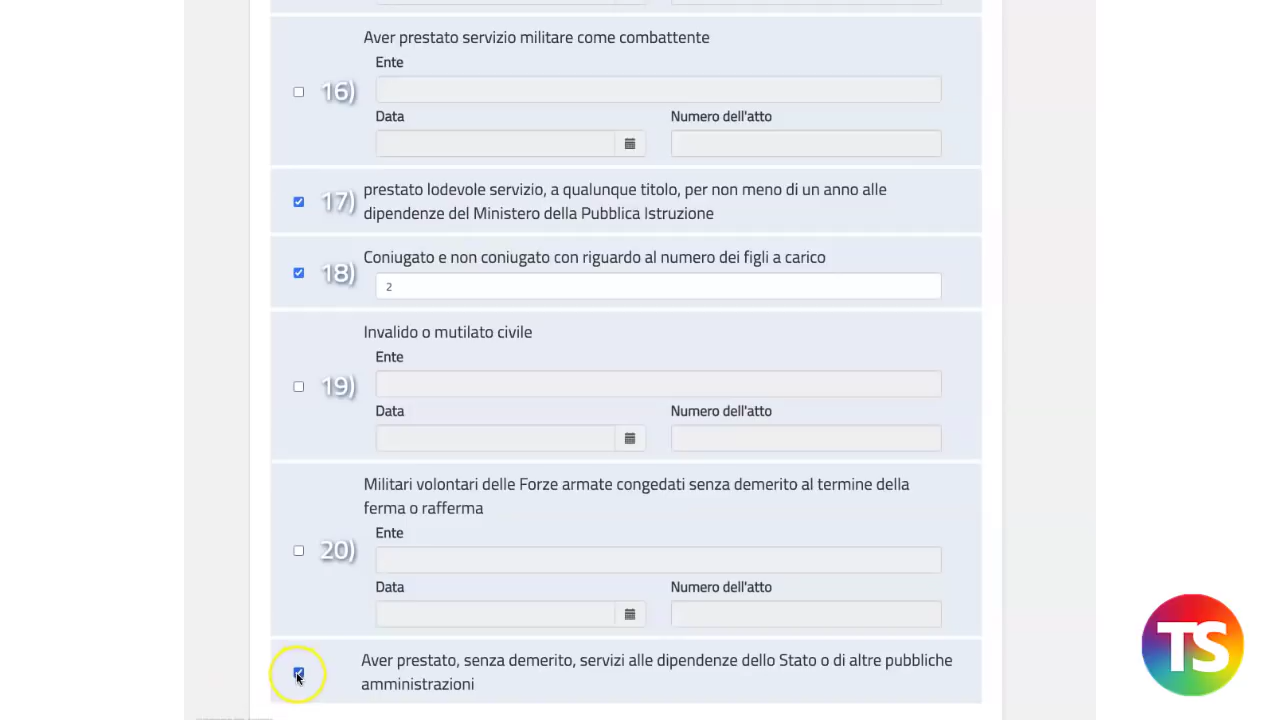 Aver prestato servizio militare come combattente
Ente
16)
Data Numero dell'atto
prestato lodevole servizio, a qualunque titolo, per non meno di un anno alle
17)
dipendenze del Ministero della Pubblica Istruzione
Coniugato e non coniugato con riguardo al numero dei figli a carico
18)
2
Invalido o mutilato civile
Ente
19)
Data Numero dell'atto
Militari volontari delle Forze armate congedati senza demerito al termine della
ferma o rafferma
Ente
20)
Data Numero dell'atto
Aver prestato, senza demerito, servizi alle dipendenze dello Stato o di altre pubbliche
amministrazioni
TS